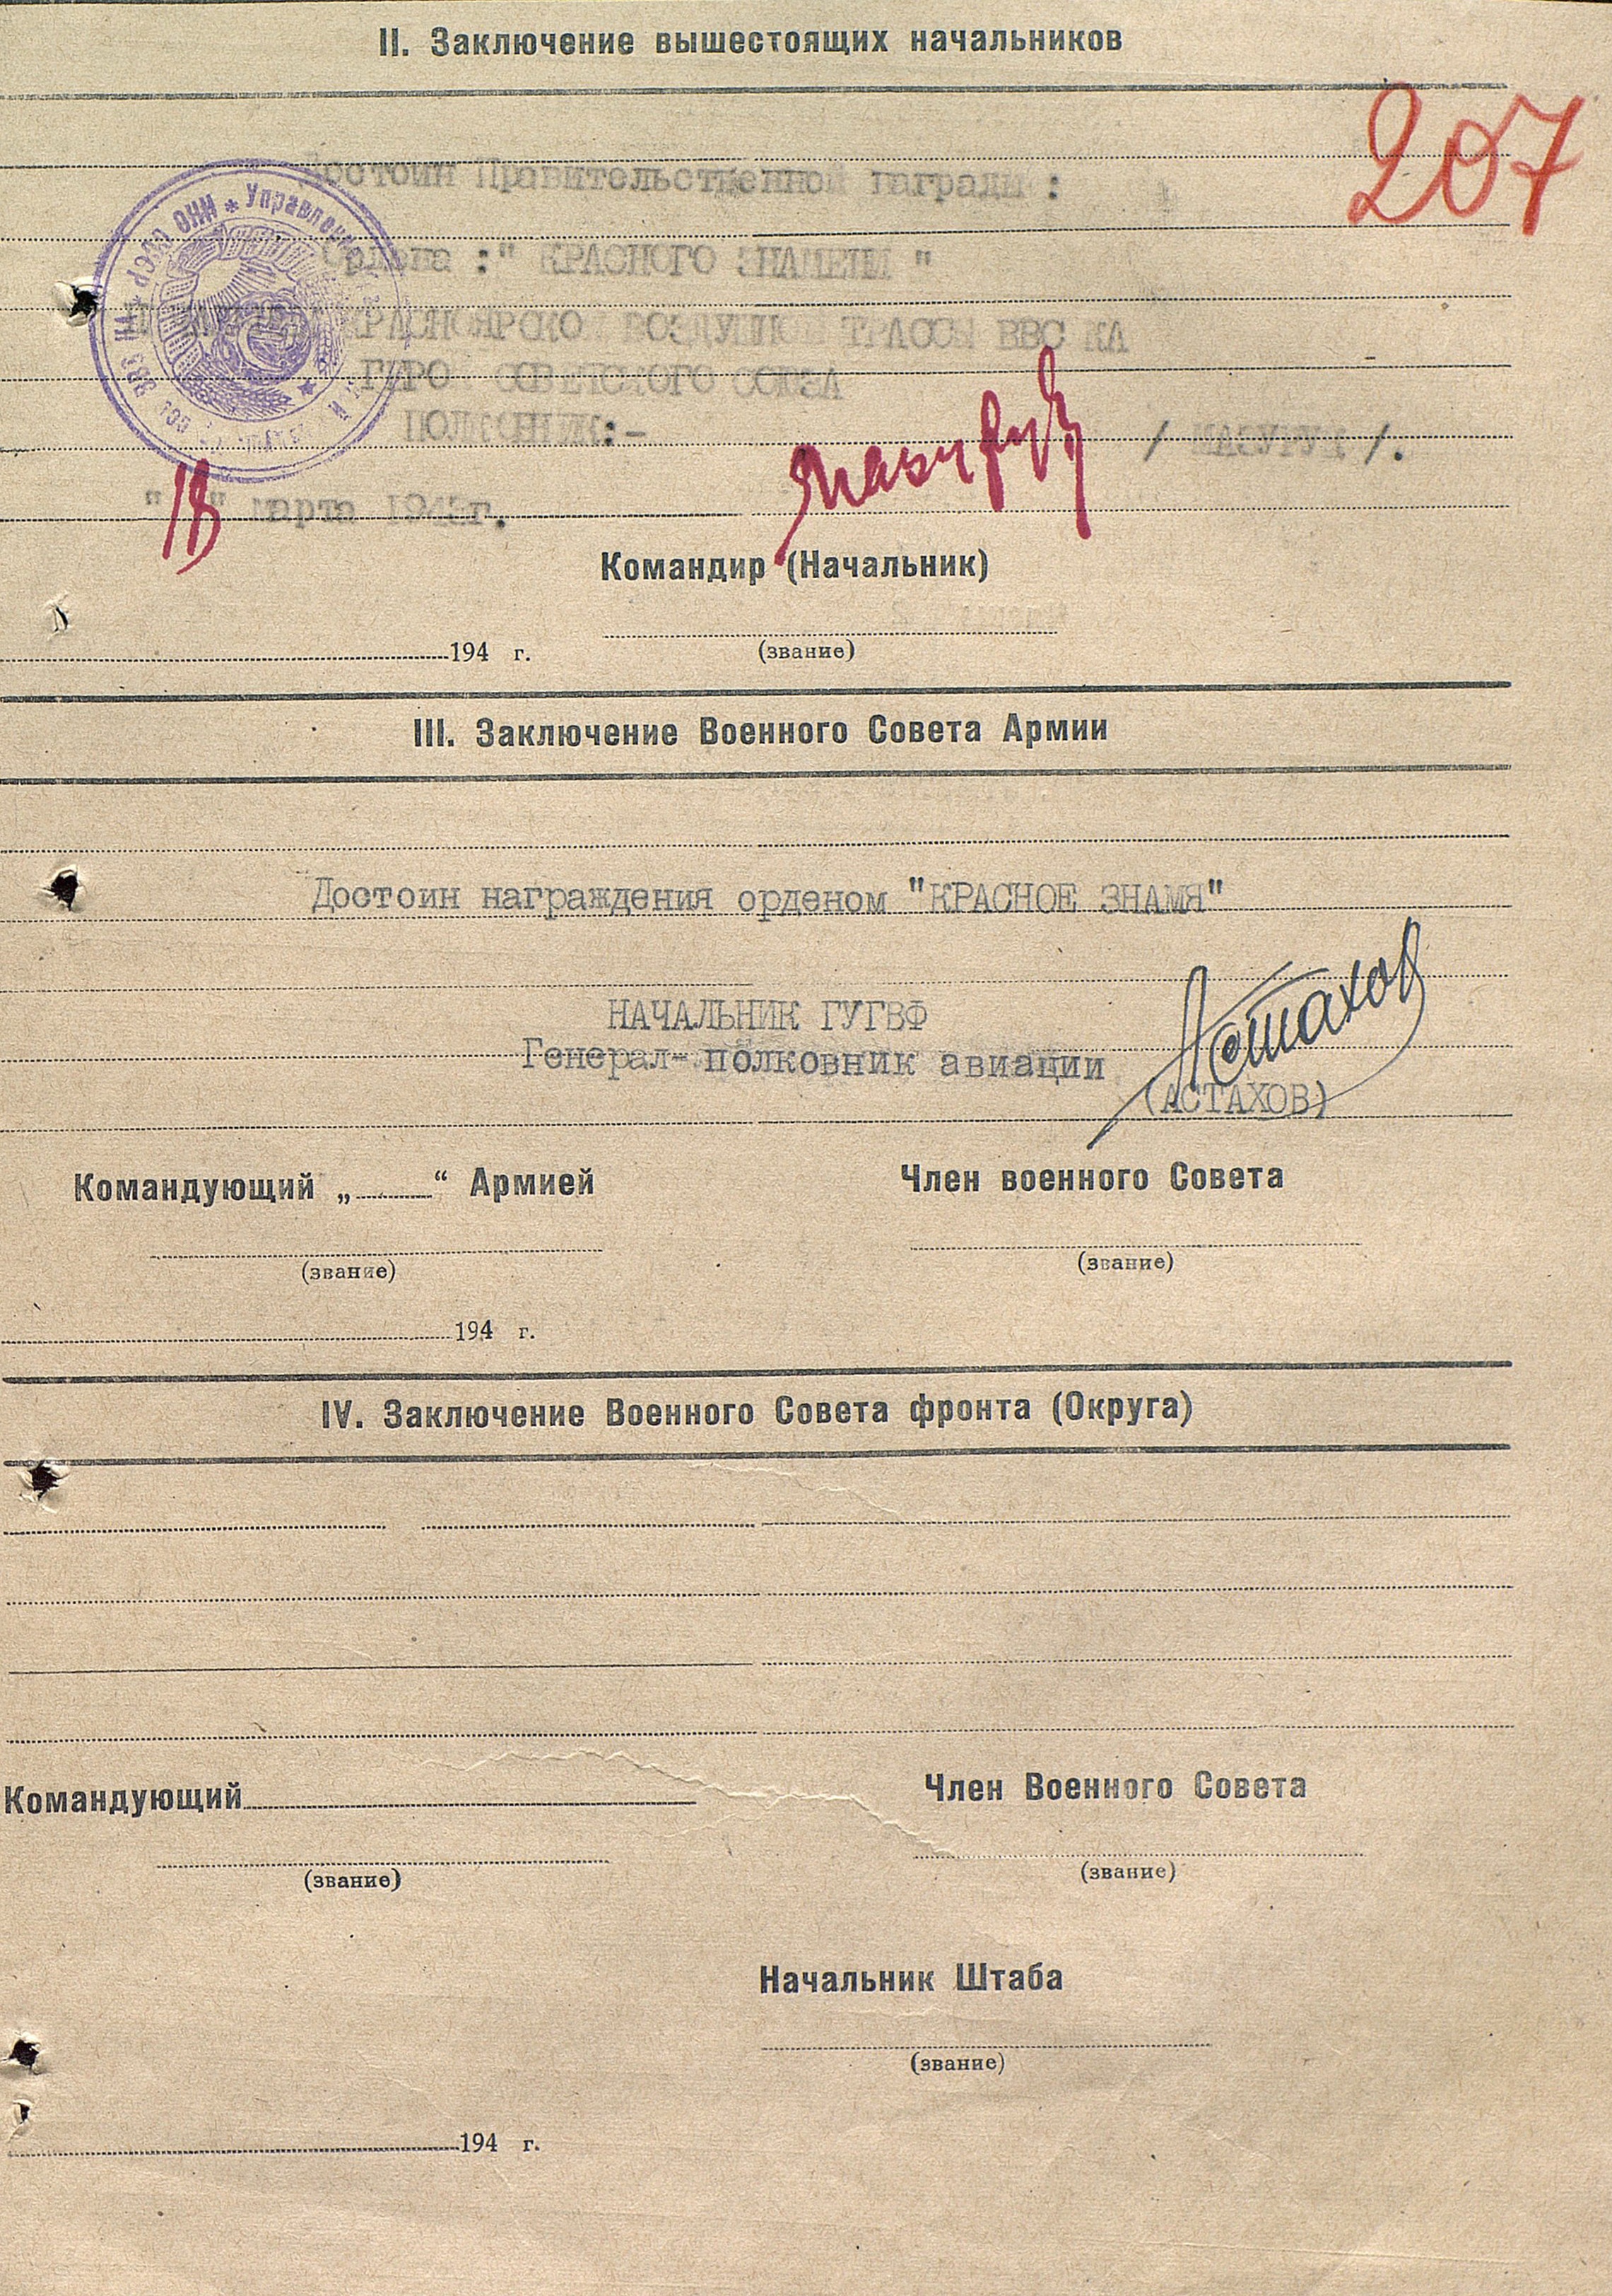 II. Заключение вышестоящих начальников
207
Достоин Правительственной награди :
Ордена :" КРАСНОГО ЗНАМЕНИ "
КРАСНОЯРСКОЙ ВОЗДУШНОЙ ТРАССЫ ВВС КА
ГЕРОЙ СОВЕТСКОГО СОЮЗА
ПОЛКОВНИК:- Мазурук / МАЗУРУК /.
"18" марта 194 г.
Командир (Начальник)
194 г. (звание)
III. Заключение Военного Совета Армии
Достоин награждения орденом "КРАСНОЕ ЗНАМЯ"
НАЧАЛЬНИК ГУГВФ
Генерал-полковник авиации Астахов
(АСТАХОВ)
Командующий „ “ Армией Член военного Совета
(звание) (звание)
194 г.
IV. Заключение Военного Совета фронта (Округа)
Командующий Член Военного Совета
(звание) (звание)
Начальник Штаба
(звание)
194 г.